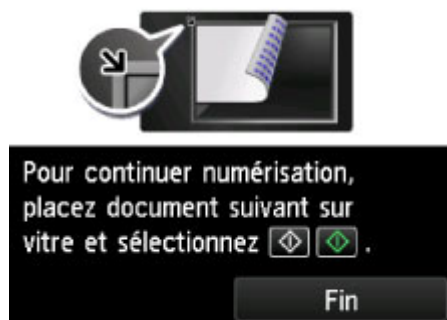 Pour continuer numérisation,
placez document suivant sur
vitre et sélectionnez .
Fin